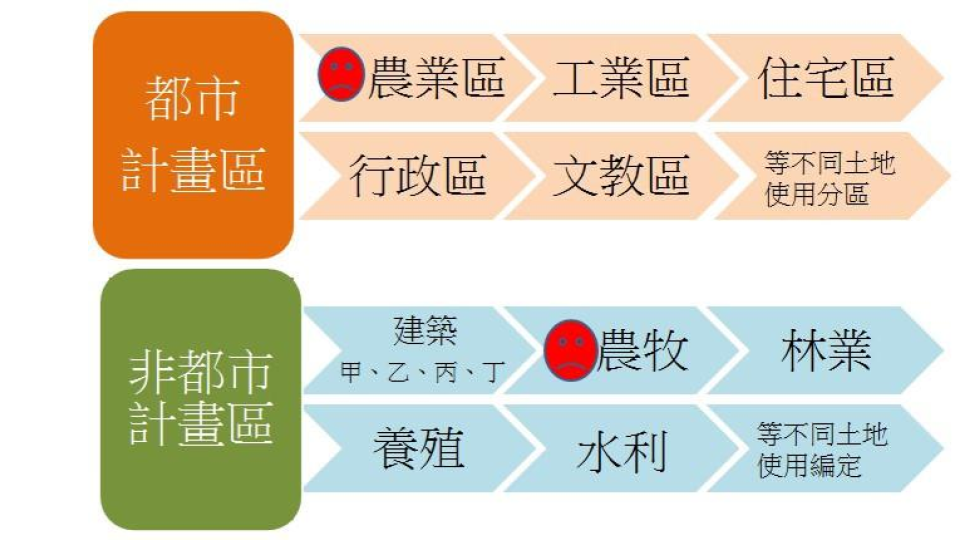 都市
計畫區
農業區
工業區
住宅區
行政區
文教區
等不同土地
使用分區
非都市
計畫區
建築
甲、乙、丙、丁
農牧
林業
養殖
水利
等不同土地
使用編定